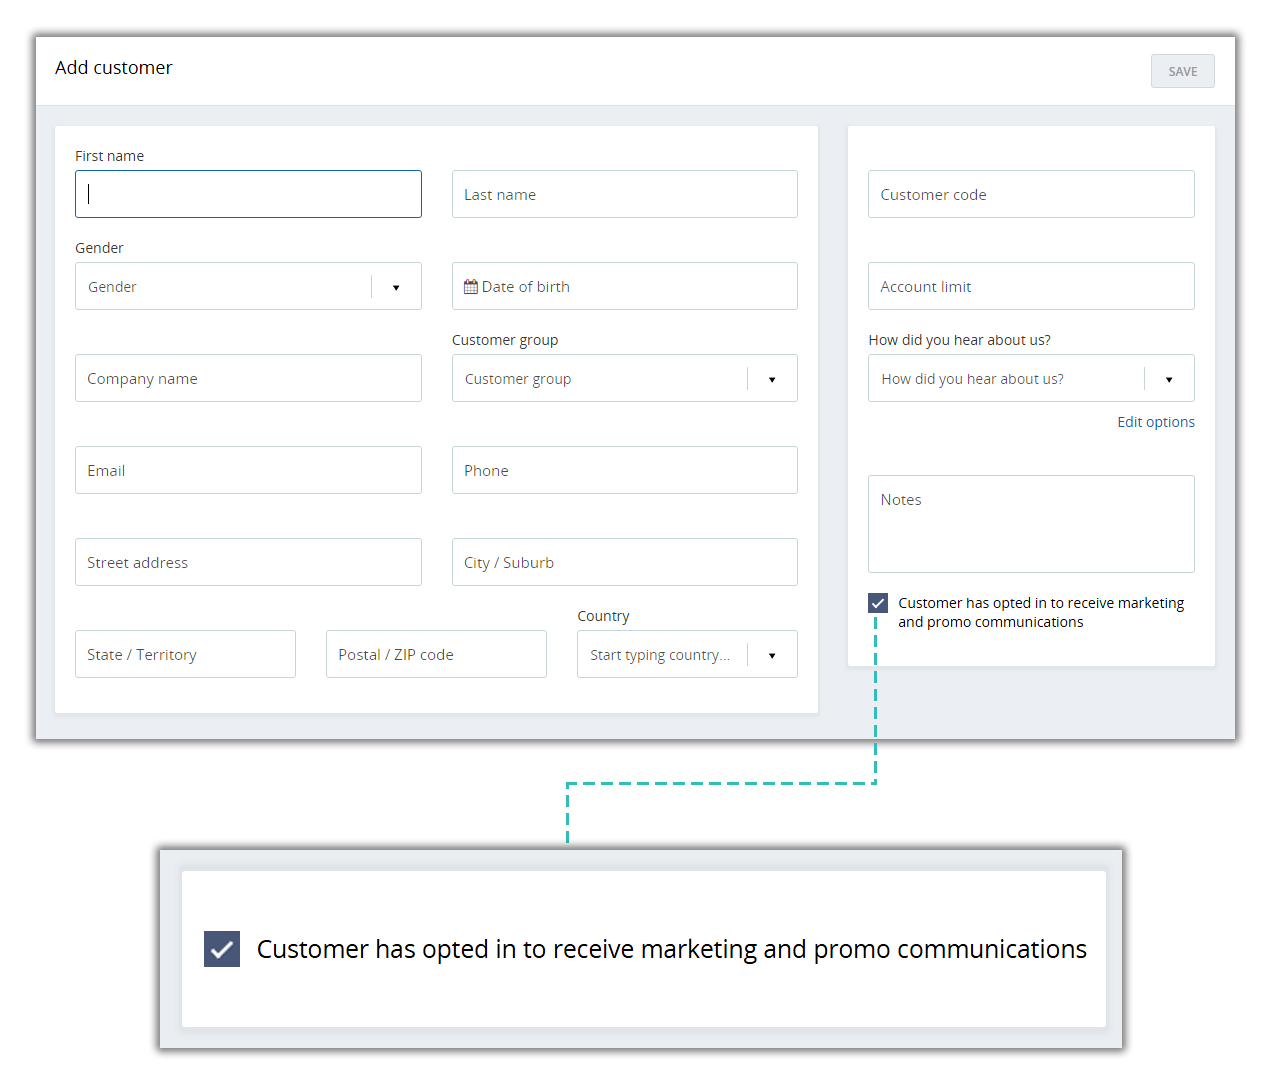 Add customer
SAVE
First name
Last name
Gender
Gender
Date of birth
Company name
Customer group
Customer group
Email
Phone
Street address
City / Suburb
State / Territory
Postal / ZIP code
Country
Start typing country...
Customer code
Account limit
How did you hear about us?
How did you hear about us?
Edit options
Notes
Customer has opted in to receive marketing
and promo communications
Customer has opted in to receive marketing and promo communications